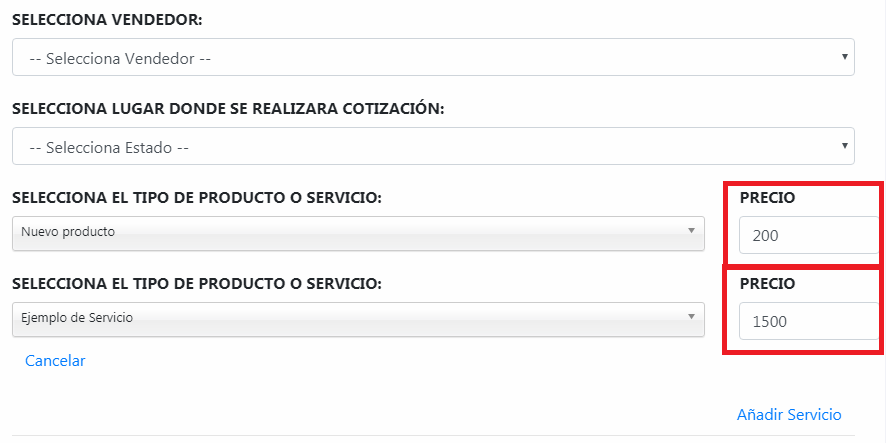 SELECCIONA VENDEDOR:
-- Selecciona Vendedor --
SELECCIONA LUGAR DONDE SE REALIZARA COTIZACIÓN:
-- Selecciona Estado --
SELECCIONA EL TIPO DE PRODUCTO O SERVICIO: PRECIO
Nuevo producto 200
SELECCIONA EL TIPO DE PRODUCTO O SERVICIO: PRECIO
Ejemplo de Servicio 1500
Cancelar
Añadir Servicio